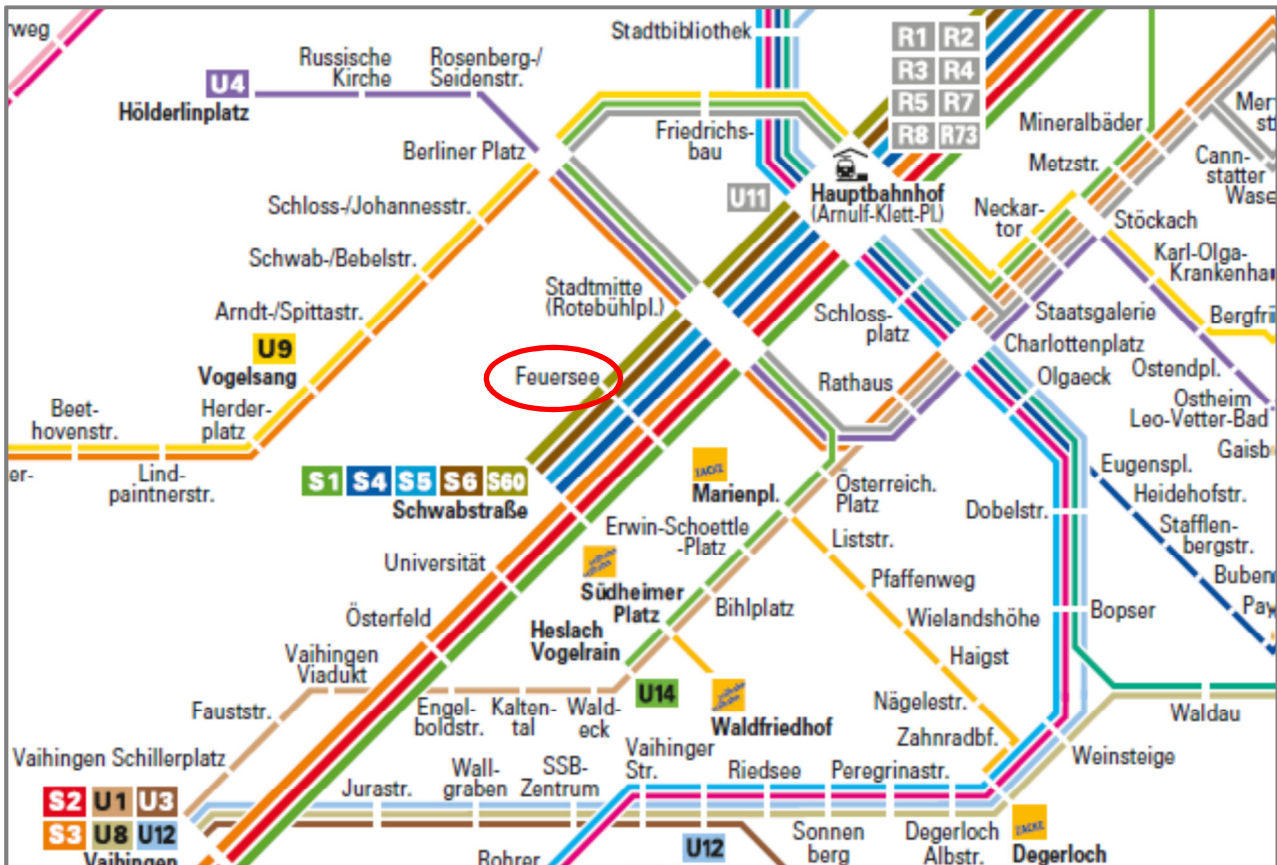 weg
Stadtbibliothek
R1 R2
R3 R4
R5 R7
R8 R73
Russische
Kirche
Rosenberg-/
Seidenstr.
U4
Hölderlinplatz
Friedrichs-
bau
Mineralbäder
Metzstr.
Cann-
statter
Berliner Platz
U11
Hauptbahnhof
(Arnulf-Klett-Pl.)
Neckar-
tor
Stöckach
Schloss-/Johannesstr.
Schwab-/Bebelstr.
Karl-Olga-
Arndt-/Spittastr.
Stadtmitte
(Rotebühlpl.)
Schloss-
platz
Staatsgalerie
Charlottenplatz
U9
Vogelsang
Feuersee
Rathaus
Olgaeck
Ostendpl.
Ostheim
Leo-Vetter-Bad
Beet-
hovenstr.
Herder-
platz
er-
Lind-
paintnerstr.
S1 S4 S5 S6 S60
Schwabstraße
ZACKE
Marienpl.
Österreich.
Platz
Eugenspl.
Heidehofstr.
Stafflen-
bergstr.
Dobelstr.
Erwin-Schoettle
-Platz
Liststr.
Universität
Pfaffenweg
Südheimer
Platz
Bihlplatz
Wielandshöhe
Bopser
Österfeld
Heslach
Vogelrain
Haigst
Vaihingen
Viadukt
U14
Waldfriedhof
Nägelestr.
Fauststr.
Engel-
boldstr.
Kalten-
tal
Wald-
eck
Zahnradbf.
Waldau
Weinsteige
Vaihingen Schillerplatz
Jurastr.
Wall-
graben
SSB-
Zentrum
Vaihinger
Str.
Riedsee
Peregrinastr.
S2 U1 U3
S3 U8 U12
Vaihingen
Rohrer
U12
Sonnen
berg
Degerloch
Albstr.
ZACKE
Degerloch